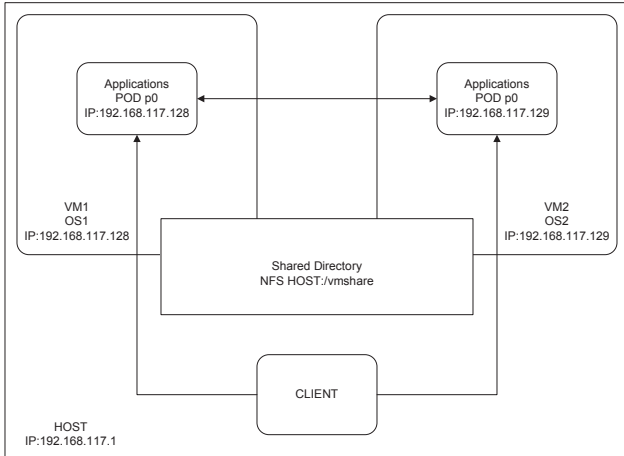 Applications
POD p0
IP:192.168.117.128
Applications
POD p0
IP:192.168.117.129
VM1
OS1
IP:192.168.117.128
VM2
OS2
IP:192.168.117.129
Shared Directory
NFS HOST:/vmshare
CLIENT
HOST
IP:192.168.117.1